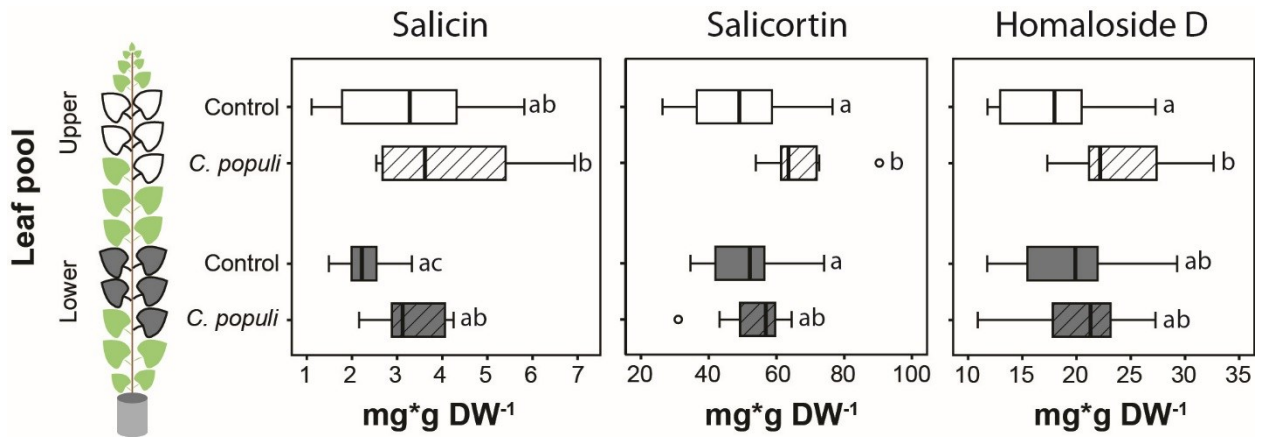 Salicin Salicortin Homaloside D
Leaf pool
Upper
Lower
Control
C. populi
Control
C. populi
ab
b
ac
ab
a
b
a
ab
a
b
ab
ab
1 2 3 4 5 6 7
20 40 60 80 100
10 15 20 25 30 35
mg*g DW-1 mg*g DW-1 mg*g DW-1